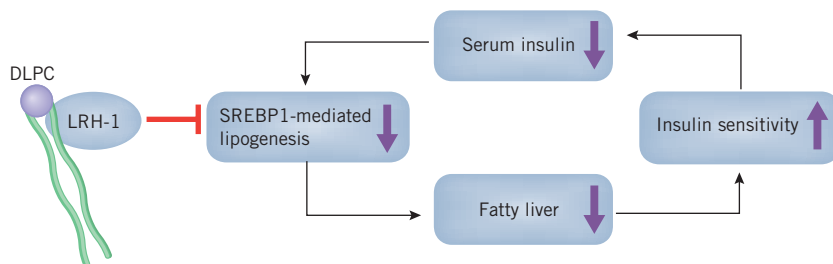 DLPC
LRH-1
SREBP1-mediated
lipogenesis
Serum insulin
Insulin sensitivity
Fatty liver